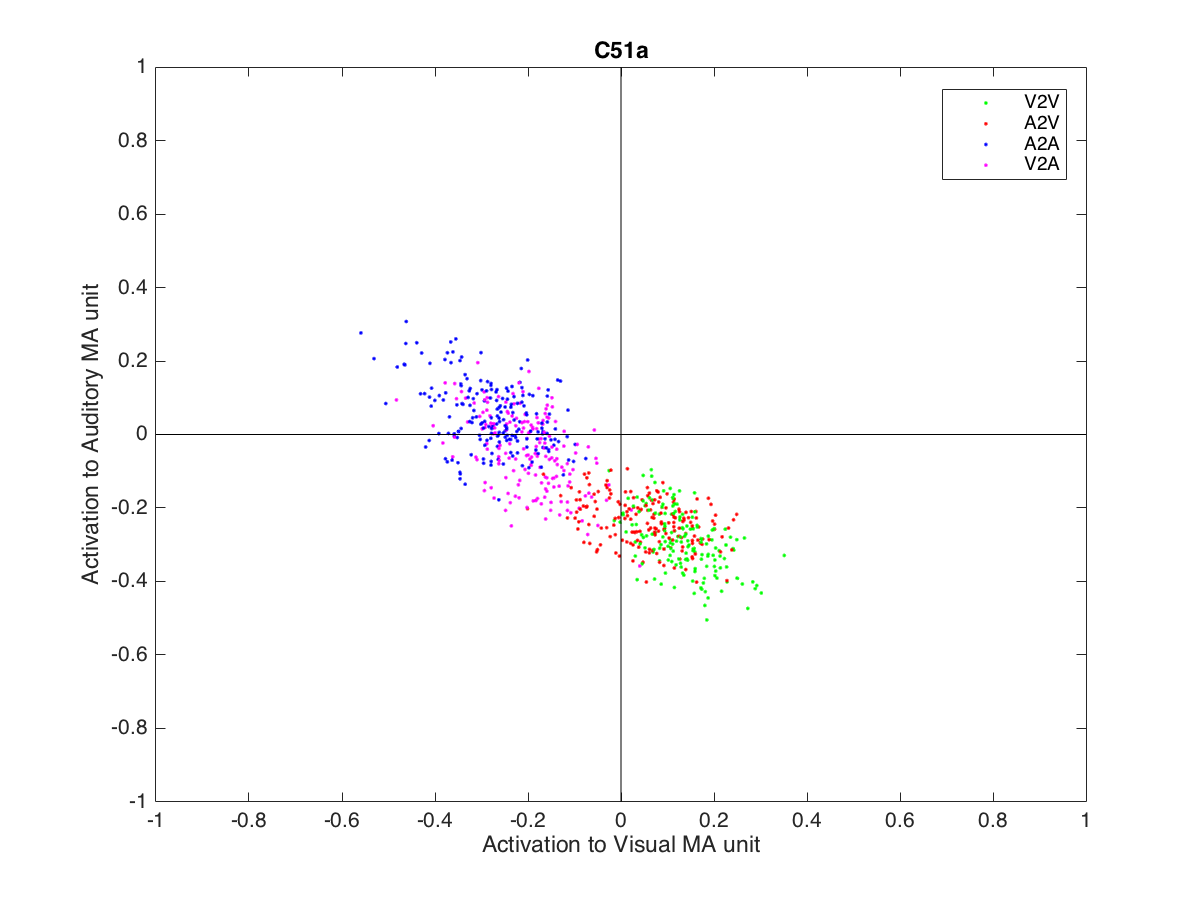 C51a
1
0.8
0.6
0.4
0.2
0
-0.2
-0.4
-0.6
-0.8
-1
Activation to Auditory MA unit
V2V
A2V
A2A
V2A
-1 -0.8 -0.6 -0.4 -0.2 0 0.2 0.4 0.6 0.8 1
Activation to Visual MA unit